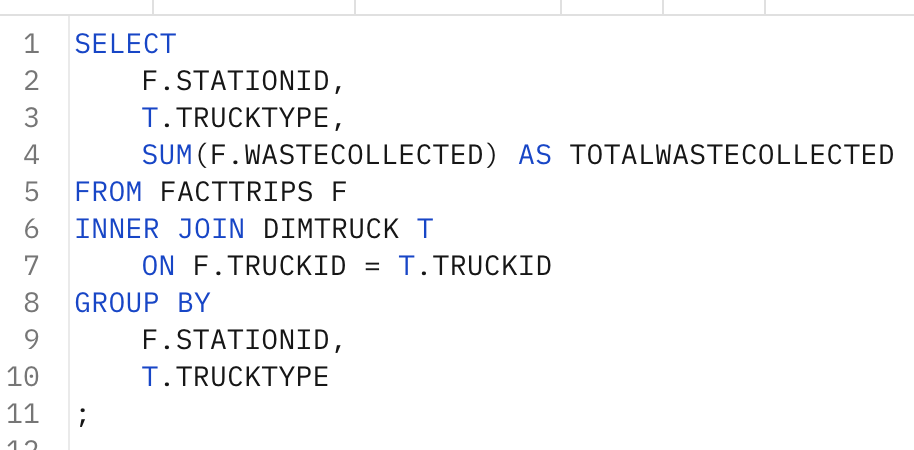 1 SELECT
2 F.STATIONID,
3 T.TRUCKTYPE,
4 SUM(F.WASTECOLLECTED) AS TOTALWASTECOLLECTED
5 FROM FACTTRIPS F
6 INNER JOIN DIMTRUCK T
7 ON F.TRUCKID = T.TRUCKID
8 GROUP BY
9 F.STATIONID,
10 T.TRUCKTYPE
11 ;
12